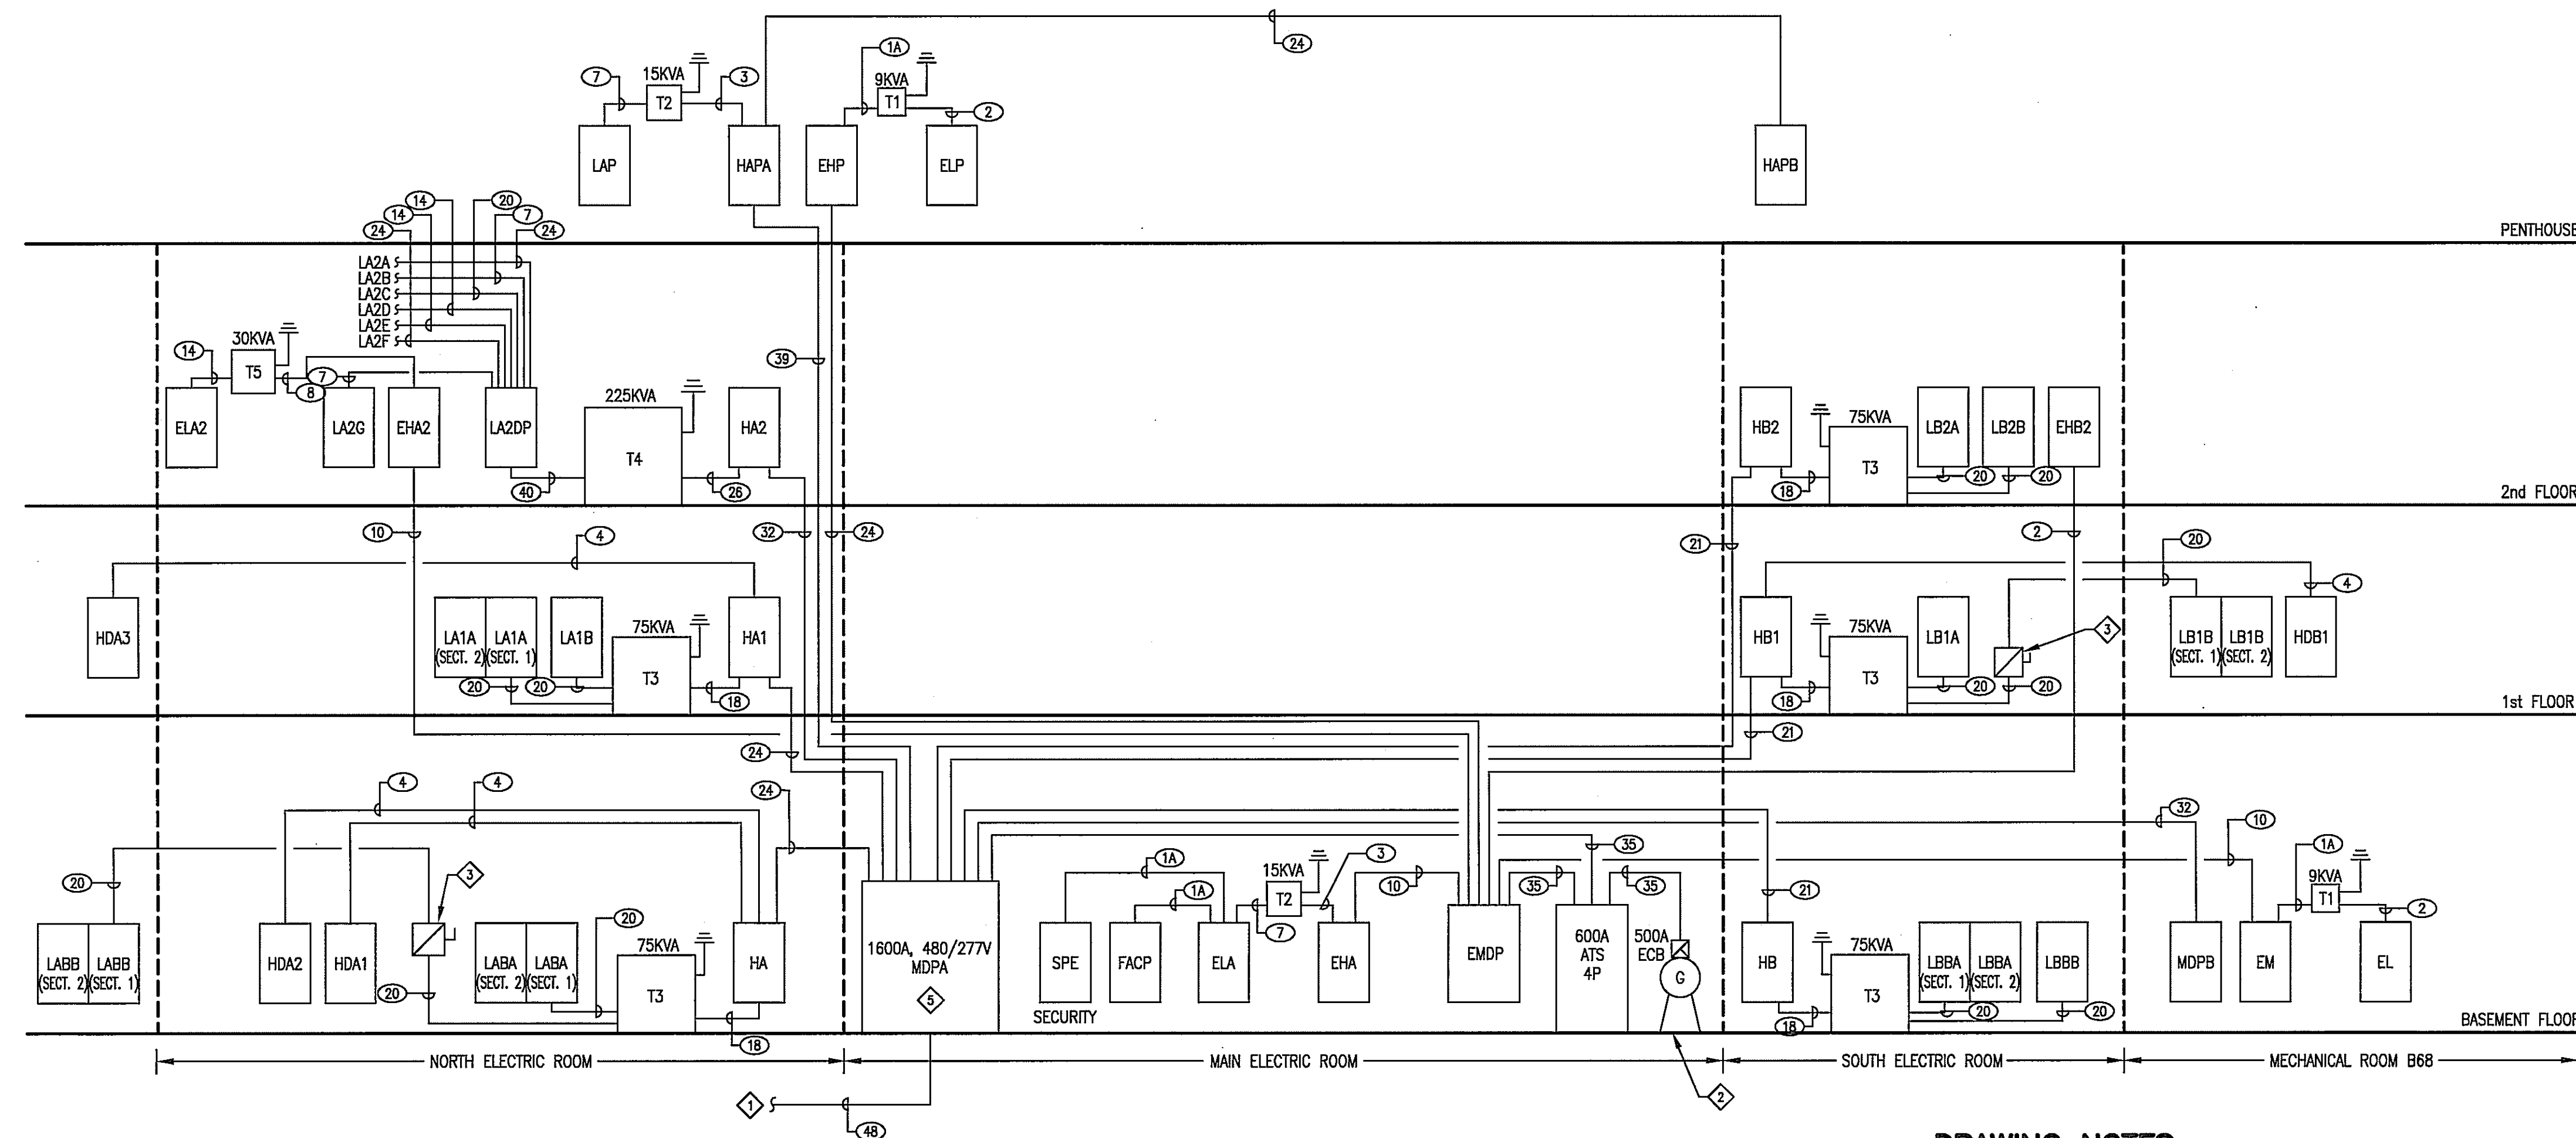 24
1A
7
15KVA
3
9KVA
T2
T1
2
LAP
HAPA
EHP
ELP
HAPB
14
20
14
7
24
24
PENTHOUSE
LA2A
LA2B
LA2C
LA2D
LA2E
LA2F
30KVA
14
T5
7
8
39
225KVA
75KVA
ELA2
LA2G
EHA2
LA2DP
T4
HA2
HB2
T3
LB2A
LB2B
EHB2
40
26
18
20
20
2nd FLOOR
10
4
32
24
21
2
20
4
75KVA
75KVA
HDA3
LA1A
(SECT. 2)
LA1A
(SECT. 1)
LA1B
T3
HA1
HB1
T3
LB1A
3
LB1B
(SECT. 1)
LB1B
(SECT. 2)
HDB1
20
20
18
18
20
20
1st FLOOR
24
21
4
4
24
32
10
20
3
1A
1A
15KVA
3
10
35
35
35
21
1A
9KVA
2
20
75KVA
T2
7
500A
ECB
75KVA
T1
LABB
(SECT. 2)
LABB
(SECT. 1)
HDA2
HDA1
LABA
(SECT. 2)
LABA
(SECT. 1)
T3
HA
1600A, 480/277V
MDPA
5
SPE
FACP
ELA
EHA
EMDP
600A
ATS
4P
G
HB
T3
LBBA
(SECT. 1)
LBBA
(SECT. 2)
LBBB
MDPB
EM
EL
20
18
SECURITY
18
20
20
BASEMENT FLOOR
NORTH ELECTRIC ROOM
MAIN ELECTRIC ROOM
SOUTH ELECTRIC ROOM
MECHANICAL ROOM B68
1
48
2
DRAWING NOTES